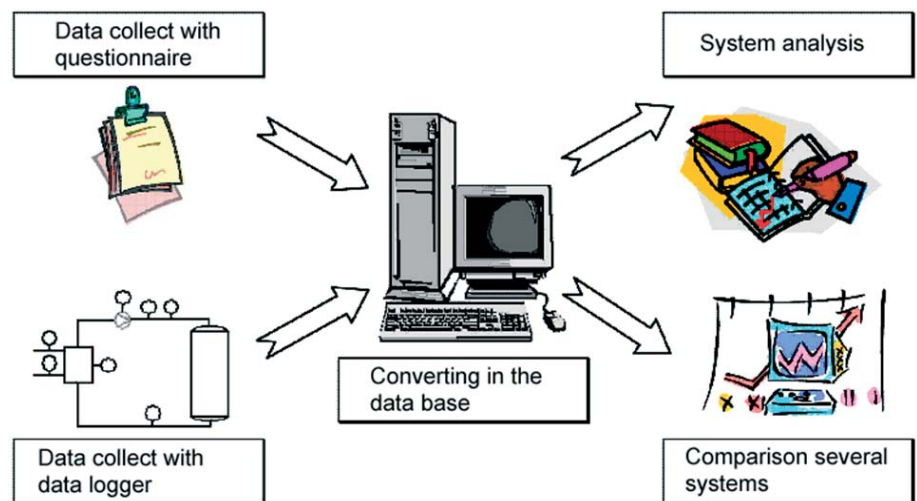 Data collect with
questionnaire
System analysis
Converting in the
data base
Data collect with
data logger
Comparison several
systems